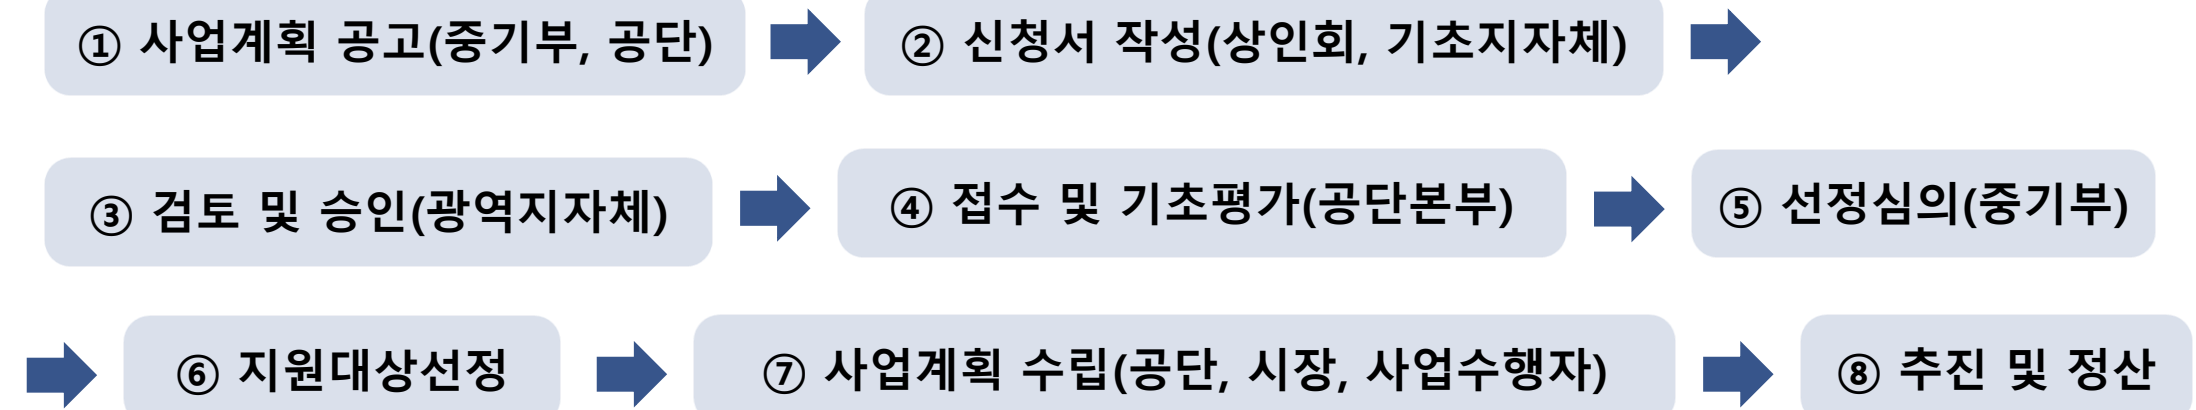 ① 사업계획 공고(중기부, 공단)
② 신청서 작성(상인회, 기초지자체)
③ 검토 및 승인(광역지자체)
④ 접수 및 기초평가(공단본부)
⑤ 선정심의(중기부)
⑥ 지원대상선정
⑦ 사업계획 수립(공단, 시장, 사업수행자)
⑧ 추진 및 정산